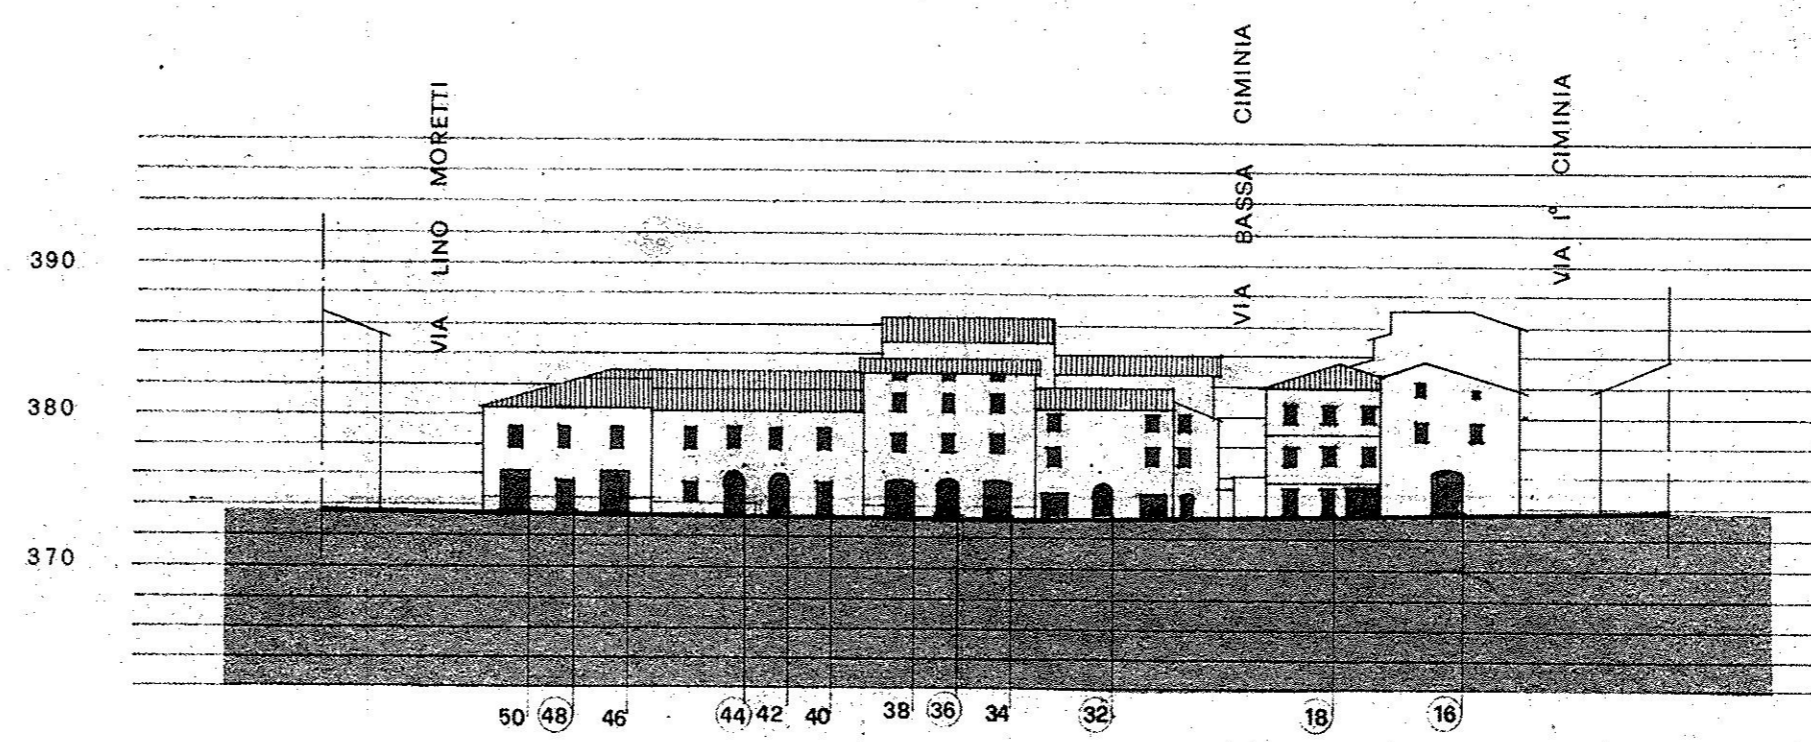 VIA LINO MORETTI
VIA BASSA CIMINIA
VIA I° CIMINIA
390
380
370
50 48 46 44 42 40 38 36 34 32 18 16